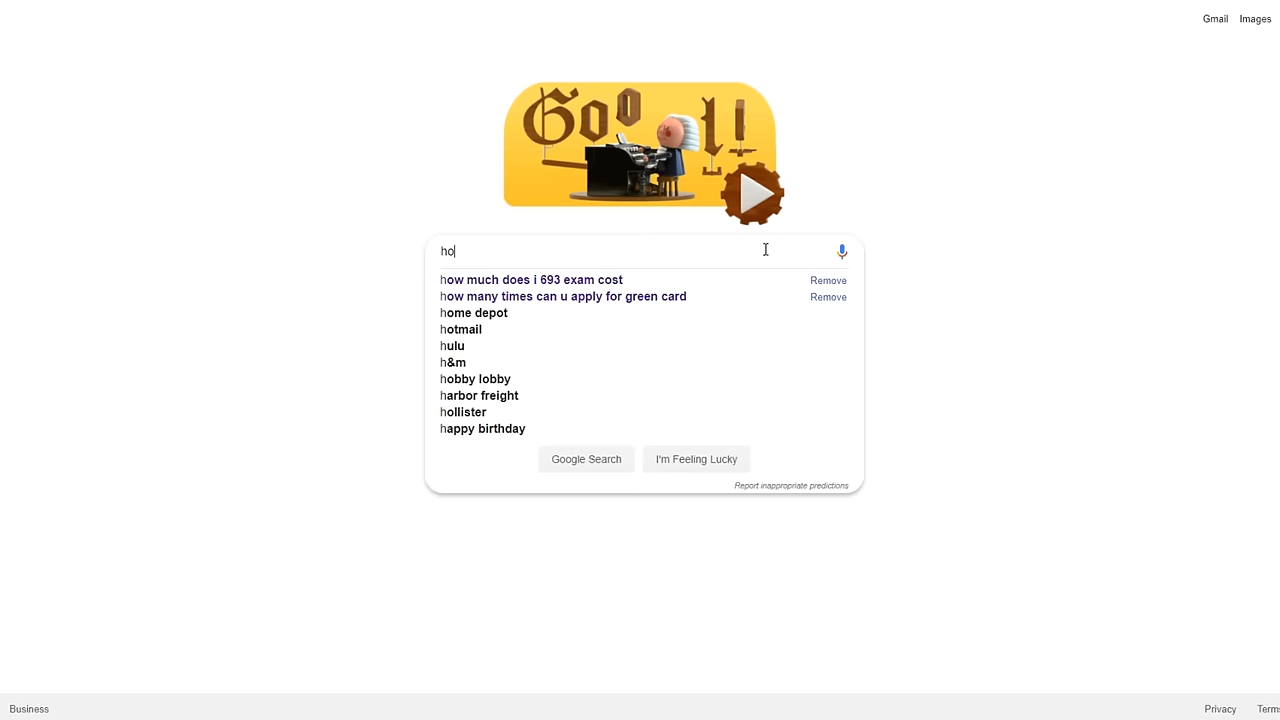 Gmail Images
Goo l!
ho
how much does i 693 exam cost Remove
how many times can u apply for green card Remove
home depot
hotmail
hulu
h&m
hobby lobby
harbor freight
hollister
happy birthday
Google Search I'm Feeling Lucky
Report inappropriate predictions
Business Privacy Terms